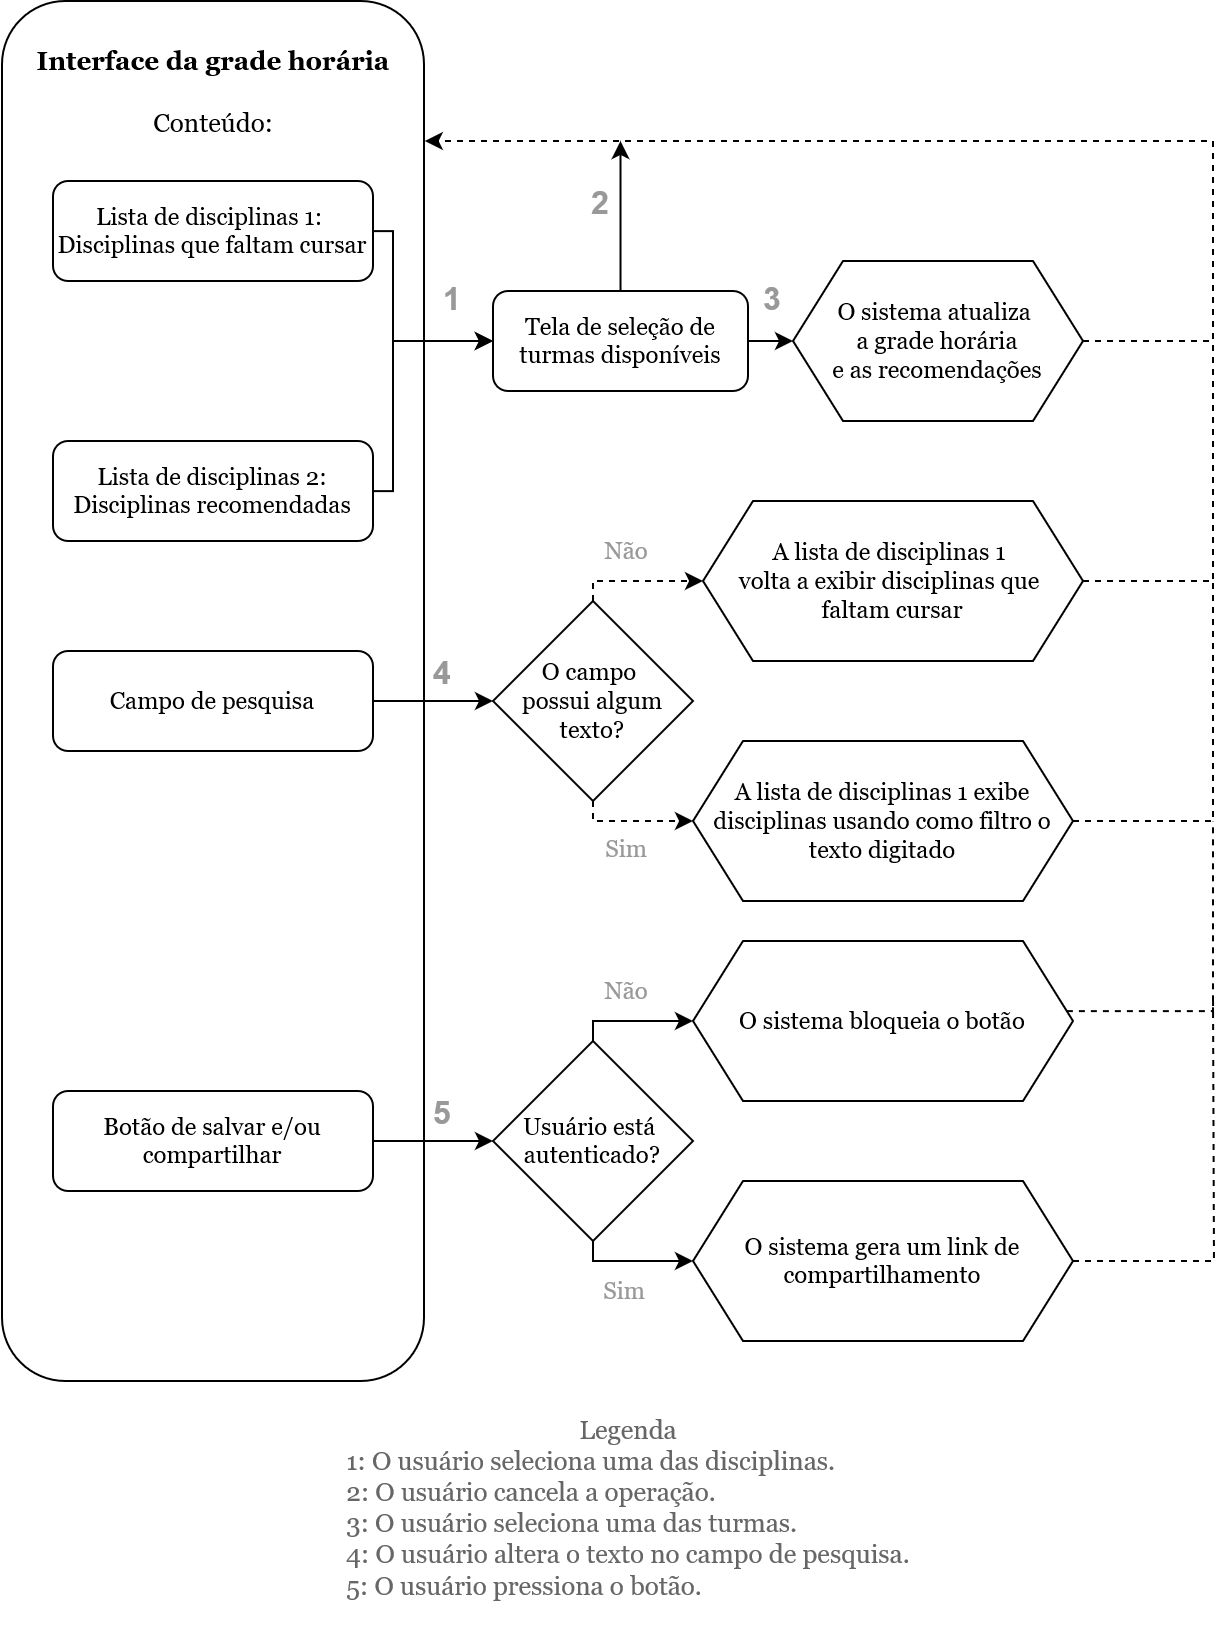 Interface da grade horária
Conteúdo:
Lista de disciplinas 1:
Disciplinas que faltam cursar
1
2
Tela de seleção de
turmas disponíveis
3
O sistema atualiza
a grade horária
e as recomendações
Lista de disciplinas 2:
Disciplinas recomendadas
Campo de pesquisa
4
O campo
possui algum
texto?
Não
A lista de disciplinas 1
volta a exibir disciplinas que
faltam cursar
Sim
A lista de disciplinas 1 exibe
disciplinas usando como filtro o
texto digitado
Botão de salvar e/ou
compartilhar
5
Usuário está
autenticado?
Não
O sistema bloqueia o botão
Sim
O sistema gera um link de
compartilhamento
Legenda
1: O usuário seleciona uma das disciplinas.
2: O usuário cancela a operação.
3: O usuário seleciona uma das turmas.
4: O usuário altera o texto no campo de pesquisa.
5: O usuário pressiona o botão.